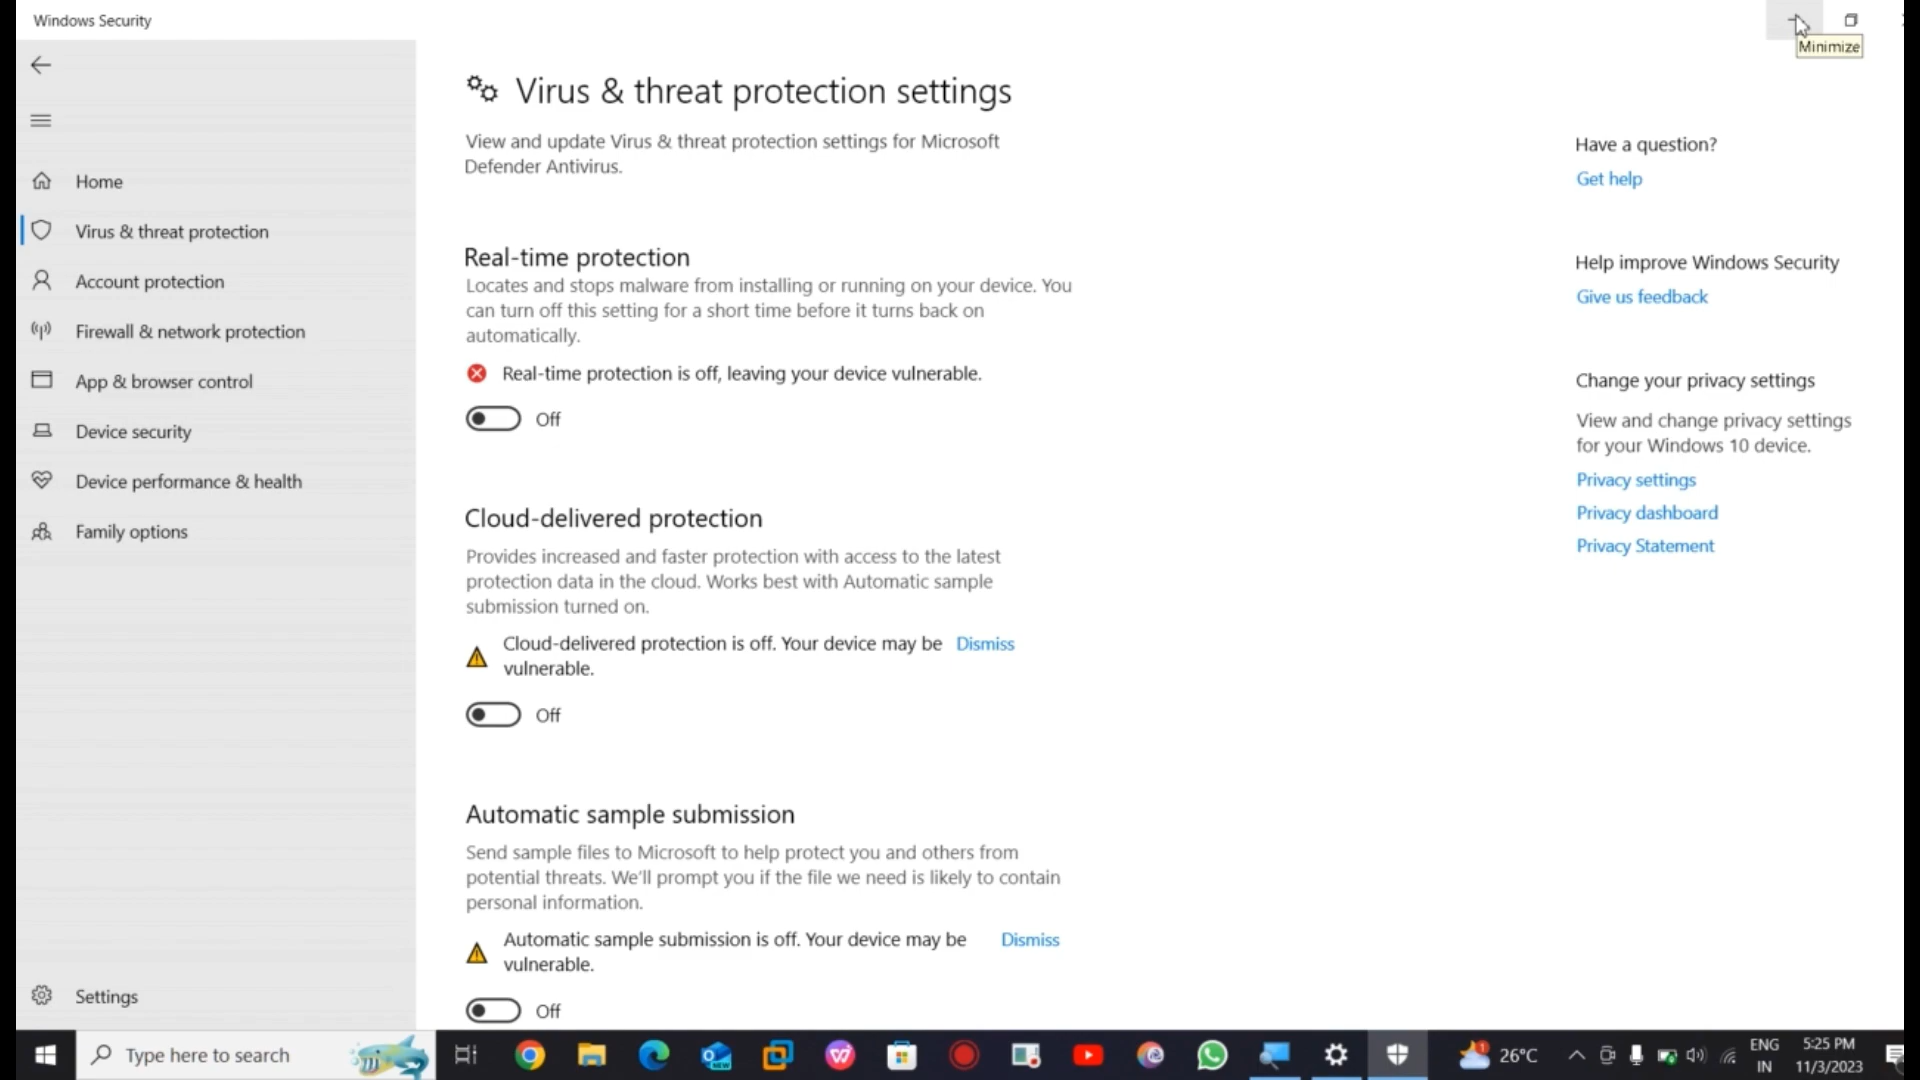 Windows Security
Minimize
Virus & threat protection settings
View and update Virus & threat protection settings for Microsoft
Defender Antivirus.
Home
Virus & threat protection
Account protection
Firewall & network protection
App & browser control
Device security
Device performance & health
Family options
Settings
Real-time protection
Locates and stops malware from installing or running on your device. You
can turn off this setting for a short time before it turns back on
automatically.
Real-time protection is off, leaving your device vulnerable.
Off
Cloud-delivered protection
Provides increased and faster protection with access to the latest
protection data in the cloud. Works best with Automatic sample
submission turned on.
Cloud-delivered protection is off. Your device may be Dismiss
vulnerable.
Off
Automatic sample submission
Send sample files to Microsoft to help protect you and others from
potential threats. We'll prompt you if the file we need is likely to contain
personal information.
Automatic sample submission is off. Your device may be Dismiss
vulnerable.
Off
Have a question?
Get help
Help improve Windows Security
Give us feedback
Change your privacy settings
View and change privacy settings
for your Windows 10 device.
Privacy settings
Privacy dashboard
Privacy Statement
Type here to search
1
26°C
ENG
IN
5:25 PM
11/3/2023